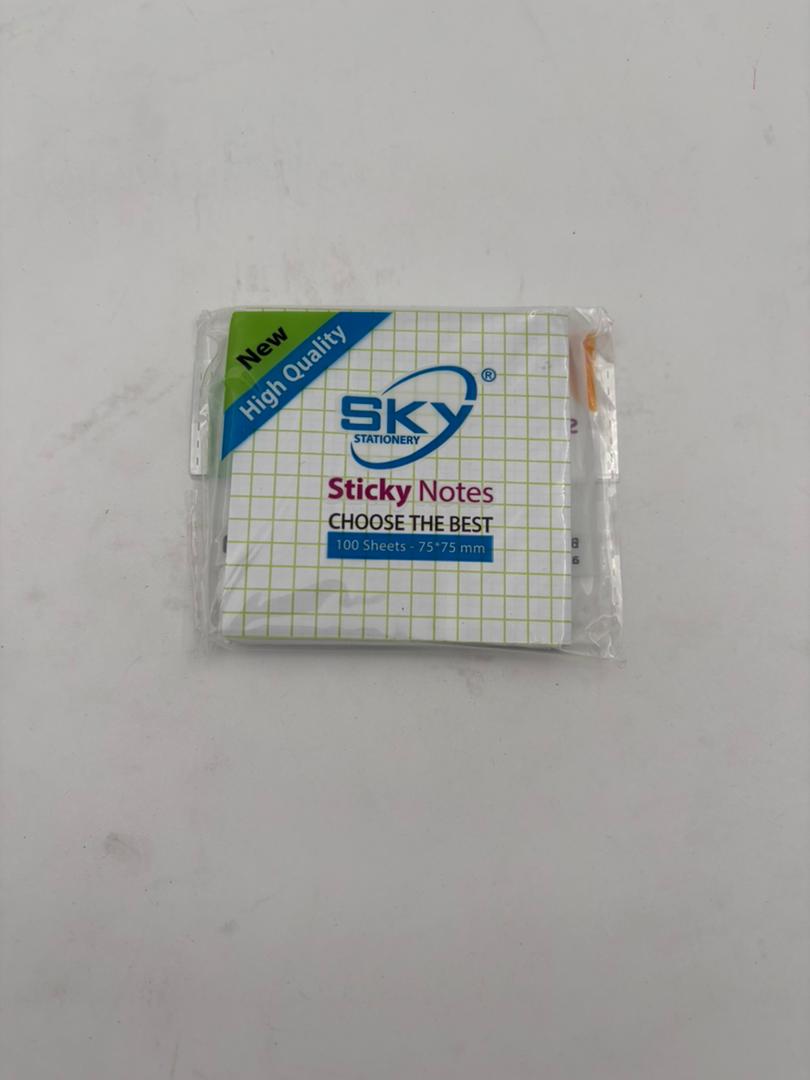 New
High Quality
SKY ®
STATIONERY
Sticky Notes
CHOOSE THE BEST
100 Sheets - 75*75 mm